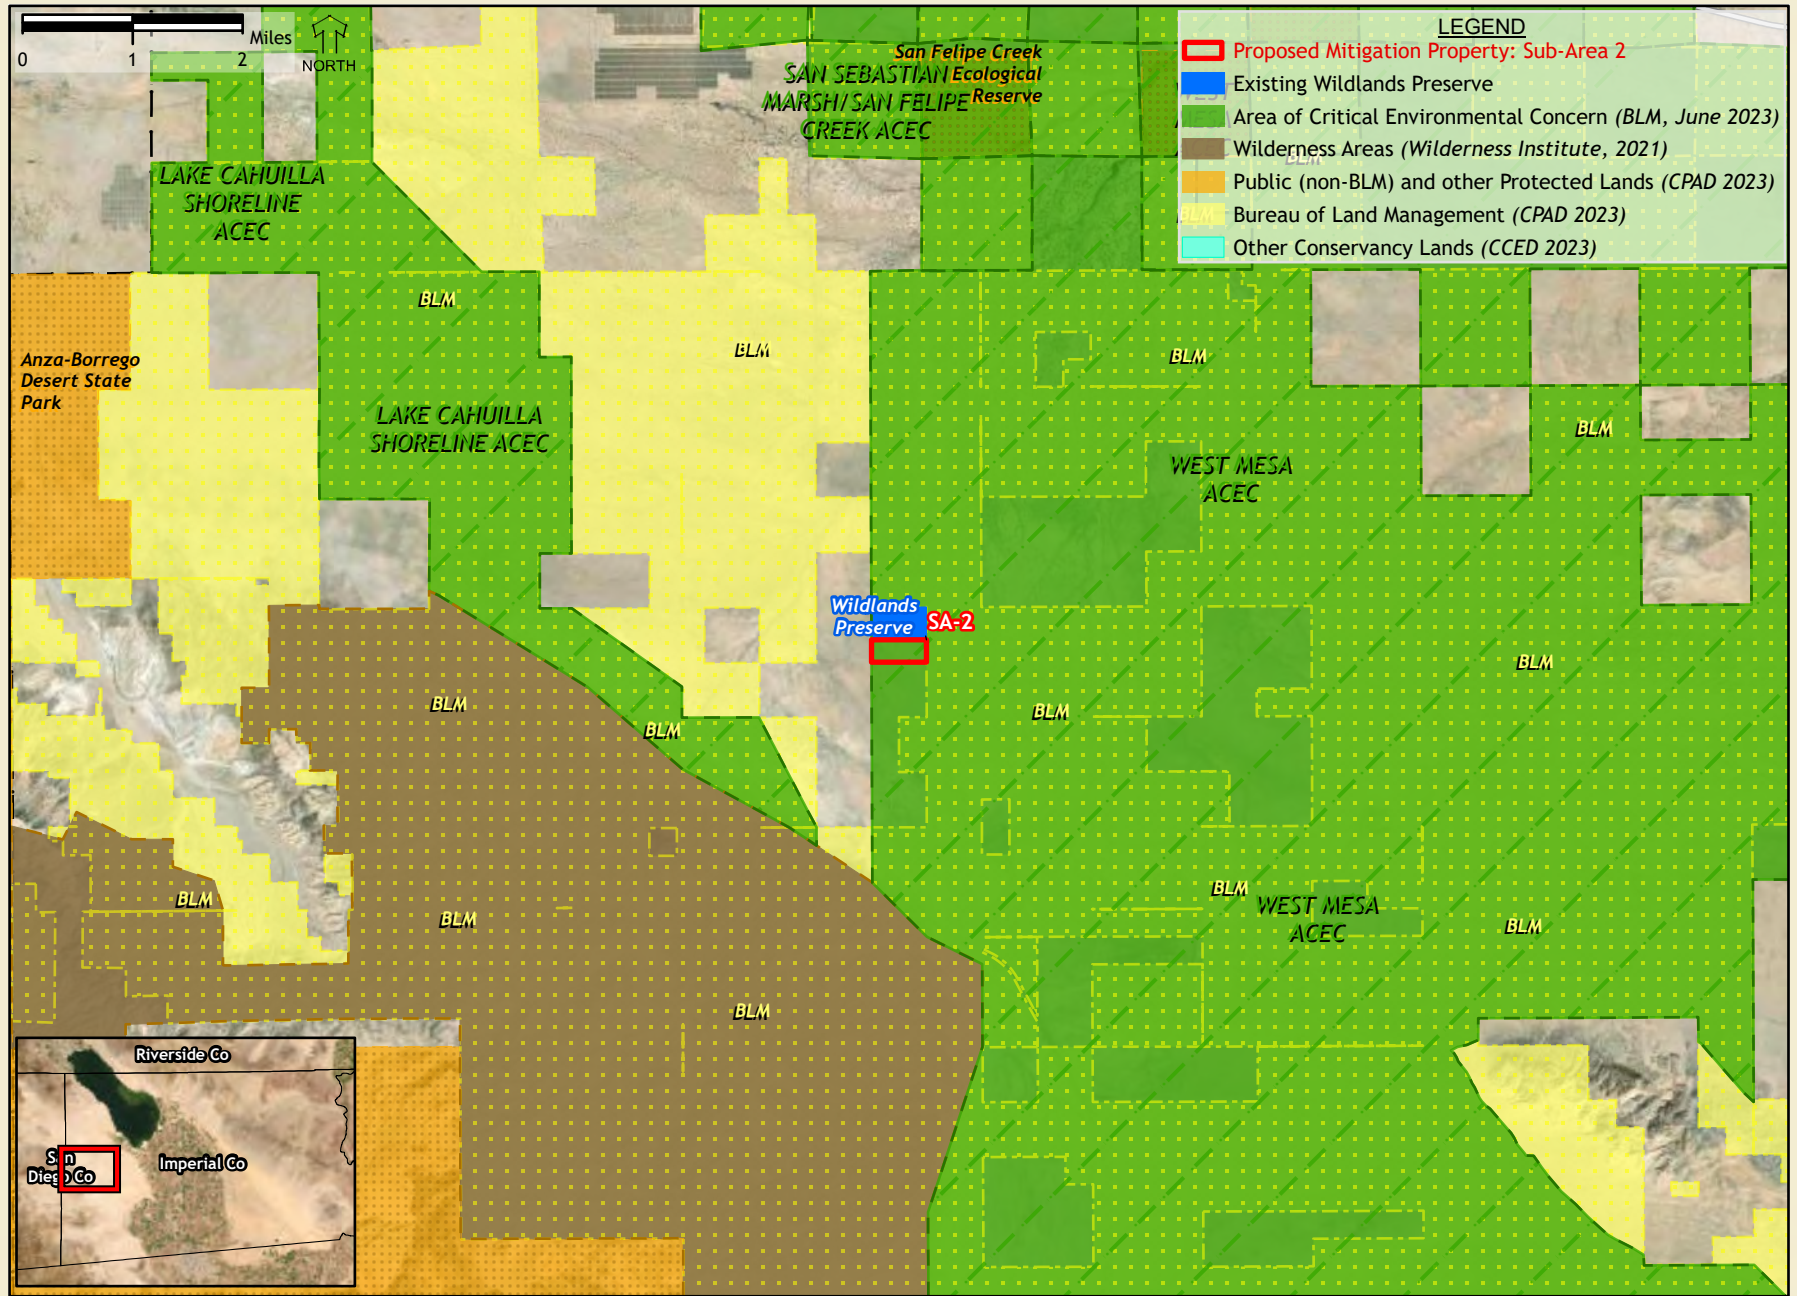 0 1 2 Miles
NORTH
San Felipe Creek
Ecological
Reserve
SAN SEBASTIAN
MARSH/SAN FELIPE
CREEK ACEC
LEGEND
Proposed Mitigation Property: Sub-Area 2
Existing Wildlands Preserve
Area of Critical Environmental Concern (BLM, June 2023)
Wilderness Areas (Wilderness Institute, 2021)
Public (non-BLM) and other Protected Lands (CPAD 2023)
Bureau of Land Management (CPAD 2023)
Other Conservancy Lands (CCED 2023)
WEST
BLM
BLM
LAKE CAHUILLA
SHORELINE
ACEC
BLM
BLM
BLM
Anza-Borrego
Desert State
Park
LAKE CAHUILLA
SHORELINE ACEC
BLM
WEST MESA
ACEC
Wildlands
Preserve
SA-2
BLM
BLM
BLM
BLM
BLM
BLM
BLM
WEST MESA
ACEC
BLM
BLM
Riverside Co
San
Diego Co
Imperial Co